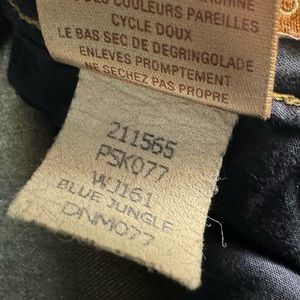 DES COULEURS PAREILLES
CYCLE DOUX
LE BAS SEC DE DEGRINGOLADE
ENLEVES PROMPTEMENT
NE SECHEZ PAS PROPRE
211565
PSK077
WJ161
BLUE JUNGLE
DNM077